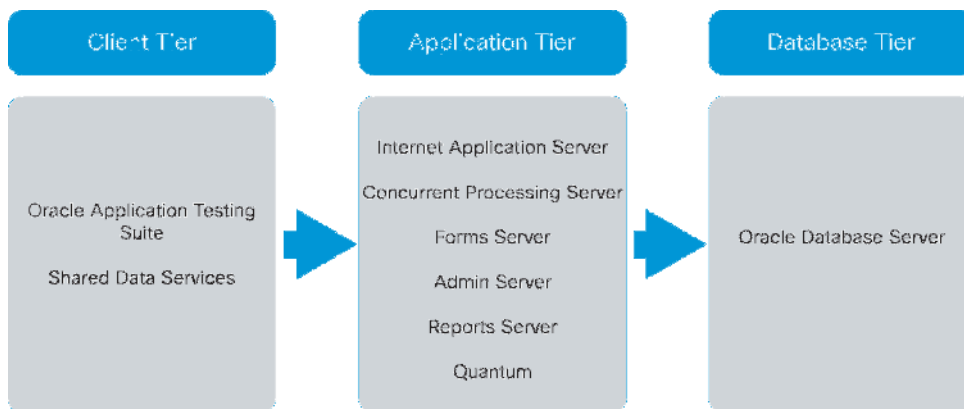 Client Tier
Application Tier
Database Tier
Oracle Application Testing
Suite
Shared Data Services
Internet Application Server
Concurrent Processing Server
Forms Server
Admin Server
Reports Server
Quantum
Oracle Database Server